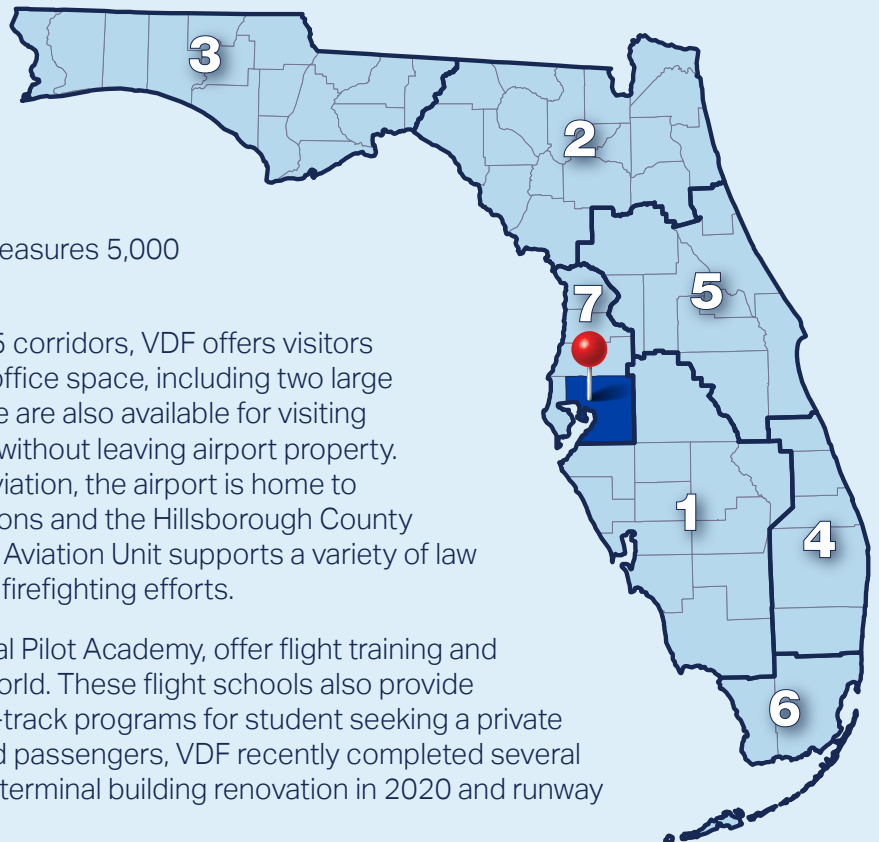 3
2
easures 5,000
5
7
5 corridors, VDF offers visitors
office space, including two large
e are also available for visiting
without leaving airport property.
viation, the airport is home to
ons and the Hillsborough County
1
Aviation Unit supports a variety of law
4
firefighting efforts.
al Pilot Academy, offer flight training and
orld. These flight schools also provide
-track programs for student seeking a private
6
d passengers, VDF recently completed several
terminal building renovation in 2020 and runway